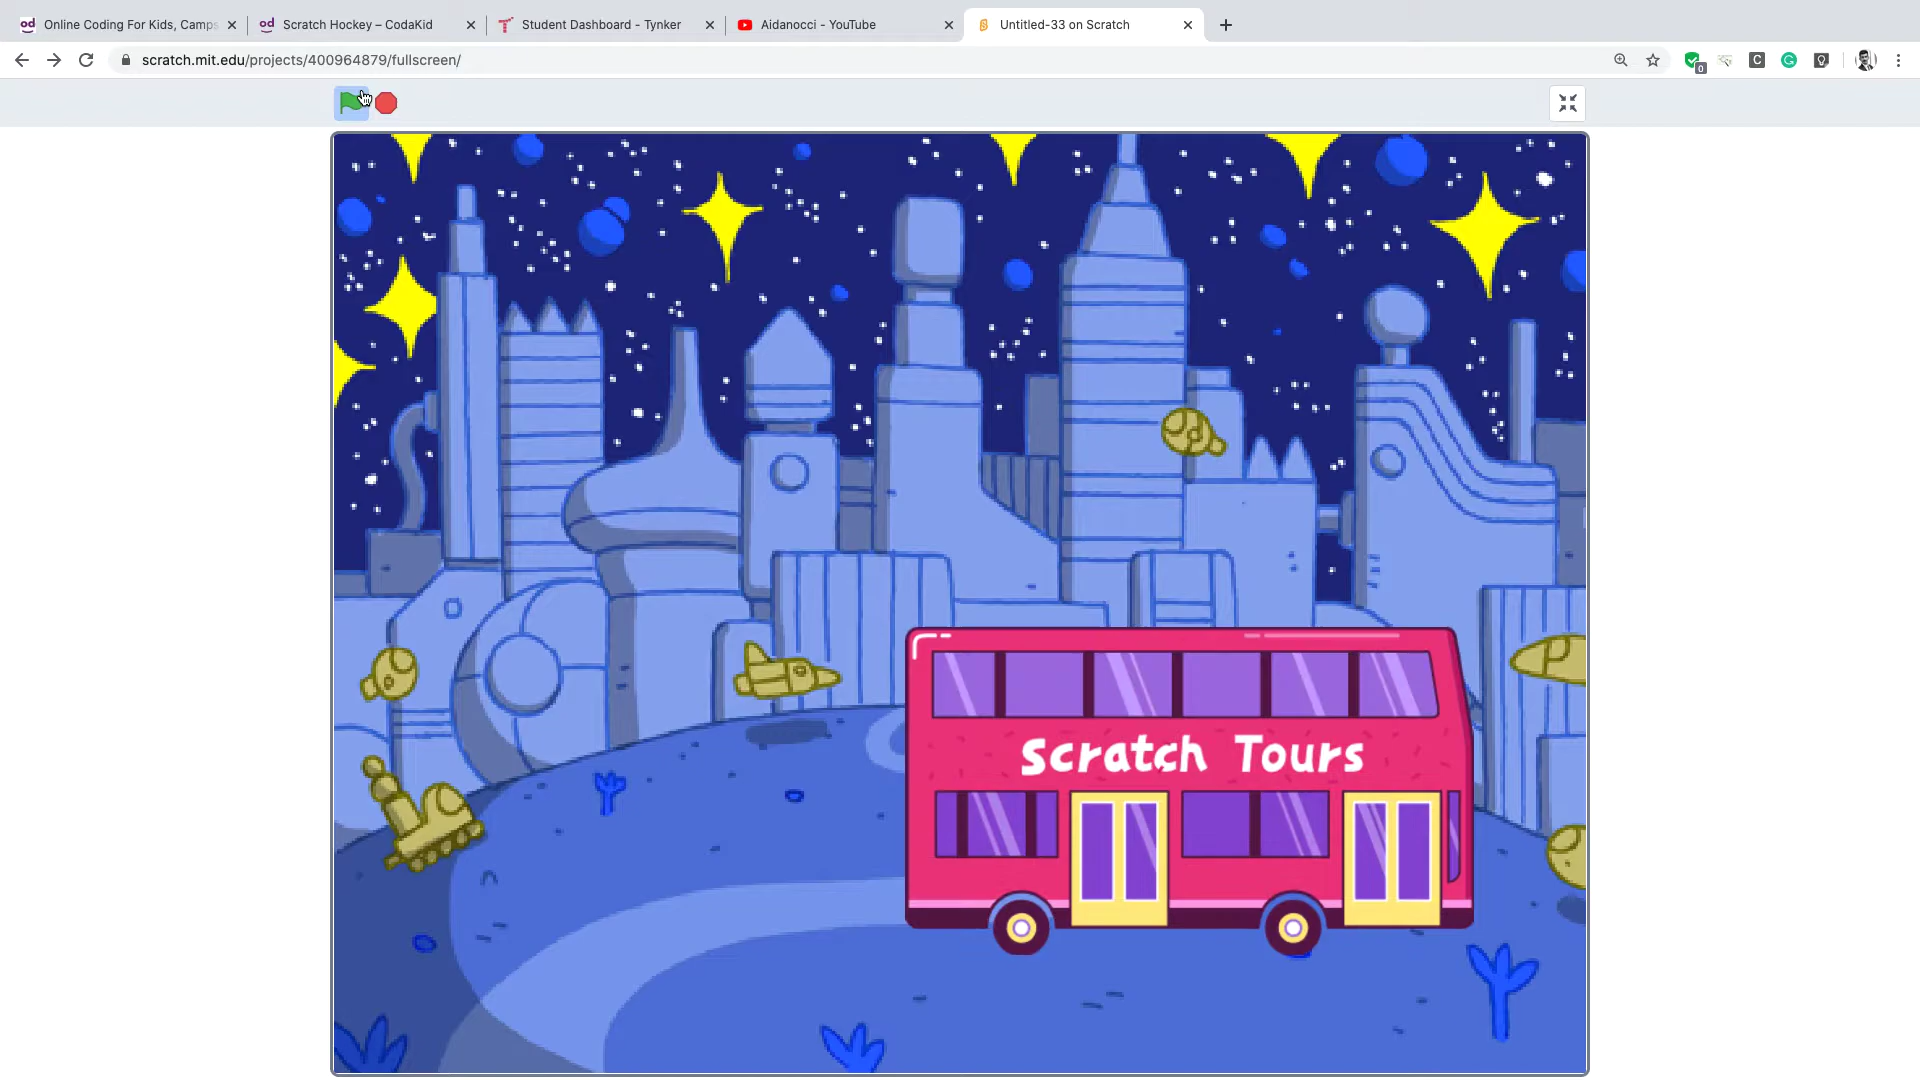 Online Coding For Kids, Camps
Scratch Hockey – CodaKid
Student Dashboard - Tynker
Aidanocci - YouTube
Untitled-33 on Scratch
scratch.mit.edu/projects/400964879/fullscreen/
0
C
Scratch Tours